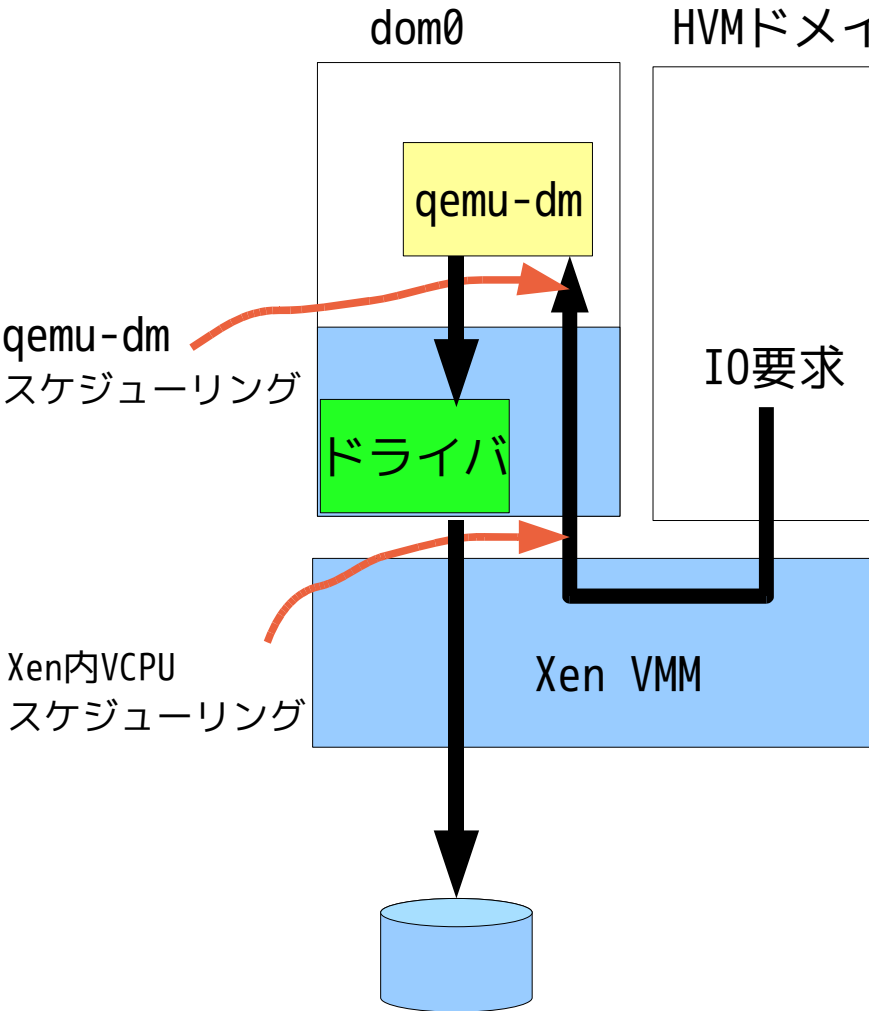 dom0
HVMドメイ
qemu-dm
qemu-dm
スケジューリング
IO要求
ドライバ
Xen内VCPU
スケジューリング
Xen VMM